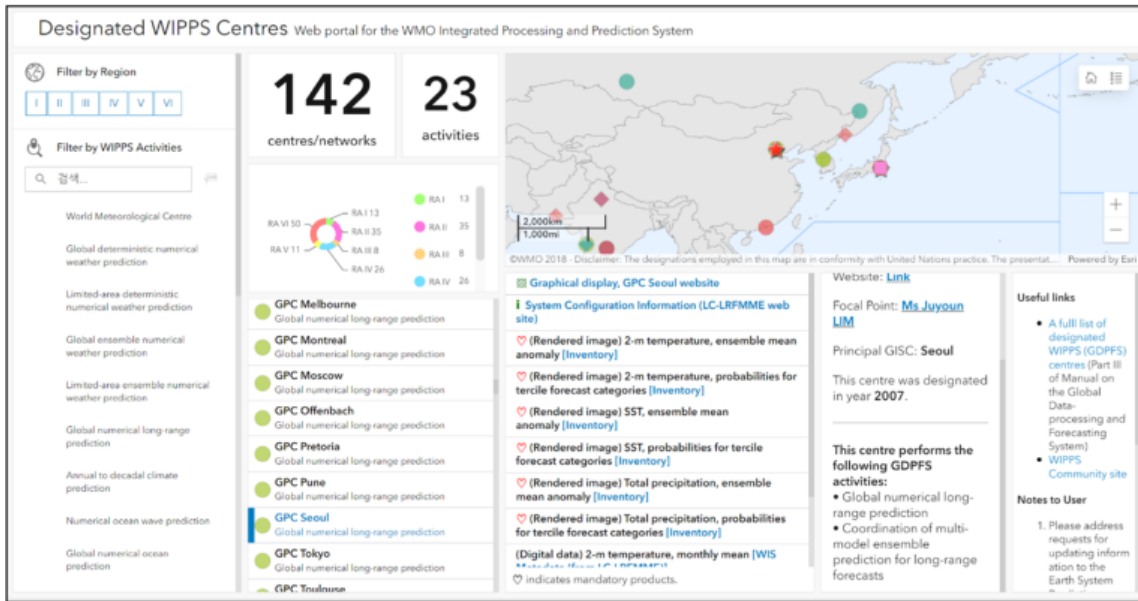 Designated WIPPS Centres Web portal for the WMO Integrated Processing and Prediction System
Filter by Region
I II III IV V VI
Filter by WIPPS Activities
검색...
World Meteorological Centre
Global deterministic numerical
weather prediction
Limited-area deterministic
numerical weather prediction
Global ensemble numerical
weather prediction
Limited-area ensemble numerical
weather prediction
Global numerical long-range
prediction
Annual to decadal climate
prediction
Numerical ocean wave prediction
Global numerical ocean
prediction
142
centres/networks
23
activities
RA I 13
RA II 35
RA III 8
RA IV 26
RA V 11
RA VI 50
RA I 13
RA II 35
RA III 8
RA IV 26
2,000km
1,000mi
+
−
©WMO 2018 - Disclaimer: The designations employed in this map are in conformity with United Nations practice. The presentat... Powered by Esri
GPC Melbourne
Global numerical long-range prediction
GPC Montreal
Global numerical long-range prediction
GPC Moscow
Global numerical long-range prediction
GPC Offenbach
Global numerical long-range prediction
GPC Pretoria
Global numerical long-range prediction
GPC Pune
Global numerical long-range prediction
GPC Seoul
Global numerical long-range prediction
GPC Tokyo
Global numerical long-range prediction
GPC Toulouse
Graphical display, GPC Seoul website
System Configuration Information (LC-LRFMME web
site)
♡ (Rendered image) 2-m temperature, ensemble mean
anomaly [Inventory]
♡ (Rendered image) 2-m temperature, probabilities for
tercile forecast categories [Inventory]
♡ (Rendered image) SST, ensemble mean
anomaly [Inventory]
♡ (Rendered image) SST, probabilities for tercile
forecast categories [Inventory]
♡ (Rendered image) Total precipitation, ensemble
mean anomaly [Inventory]
♡ (Rendered image) Total precipitation, probabilities
for tercile forecast categories [Inventory]
(Digital data) 2-m temperature, monthly mean [WIS
Metadata (from LC-LRFMME)]
♡ indicates mandatory products.
Website: Link
Focal Point: Ms Juyoun
LIM
Principal GISC: Seoul
This centre was designated
in year 2007.
This centre performs the
following GDPFS
activities:
• Global numerical long-
range prediction
• Coordination of multi-
model ensemble
prediction for long-range
forecasts
Useful links
• A fulll list of
designated
WIPPS (GDPFS)
centres (Part III
of Manual on
the Global
Data-
processing and
Forecasting
System)
• WIPPS
Community site
Notes to User
1. Please address
requests for
updating inform
ation to the
Earth System